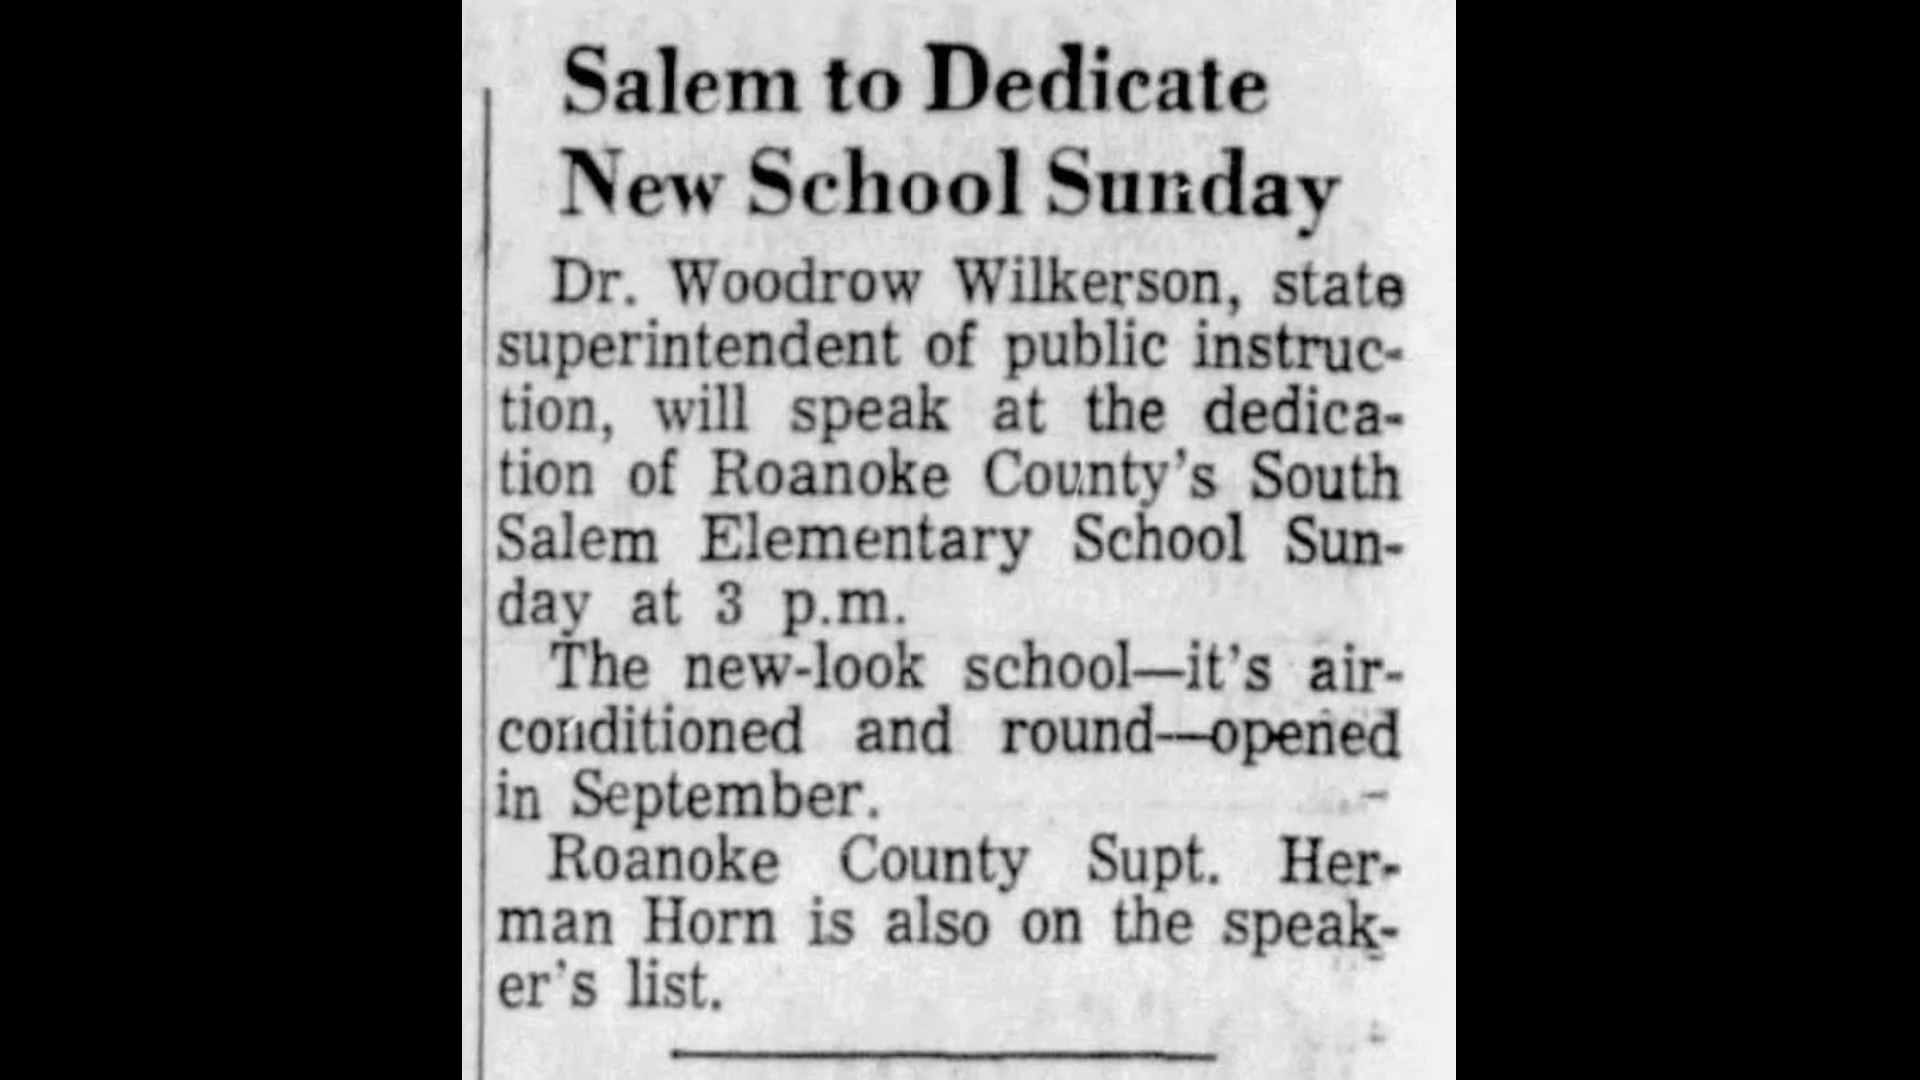 Salem to Dedicate
New School Sunday
Dr. Woodrow Wilkerson, state
superintendent of public instruc-
tion, will speak at the dedica-
tion of Roanoke County's South
Salem Elementary School Sun-
day at 3 p.m.
The new-look school—it's air-
conditioned and round—opened
in September.
Roanoke County Supt. Her-
man Horn is also on the speak-
er's list.